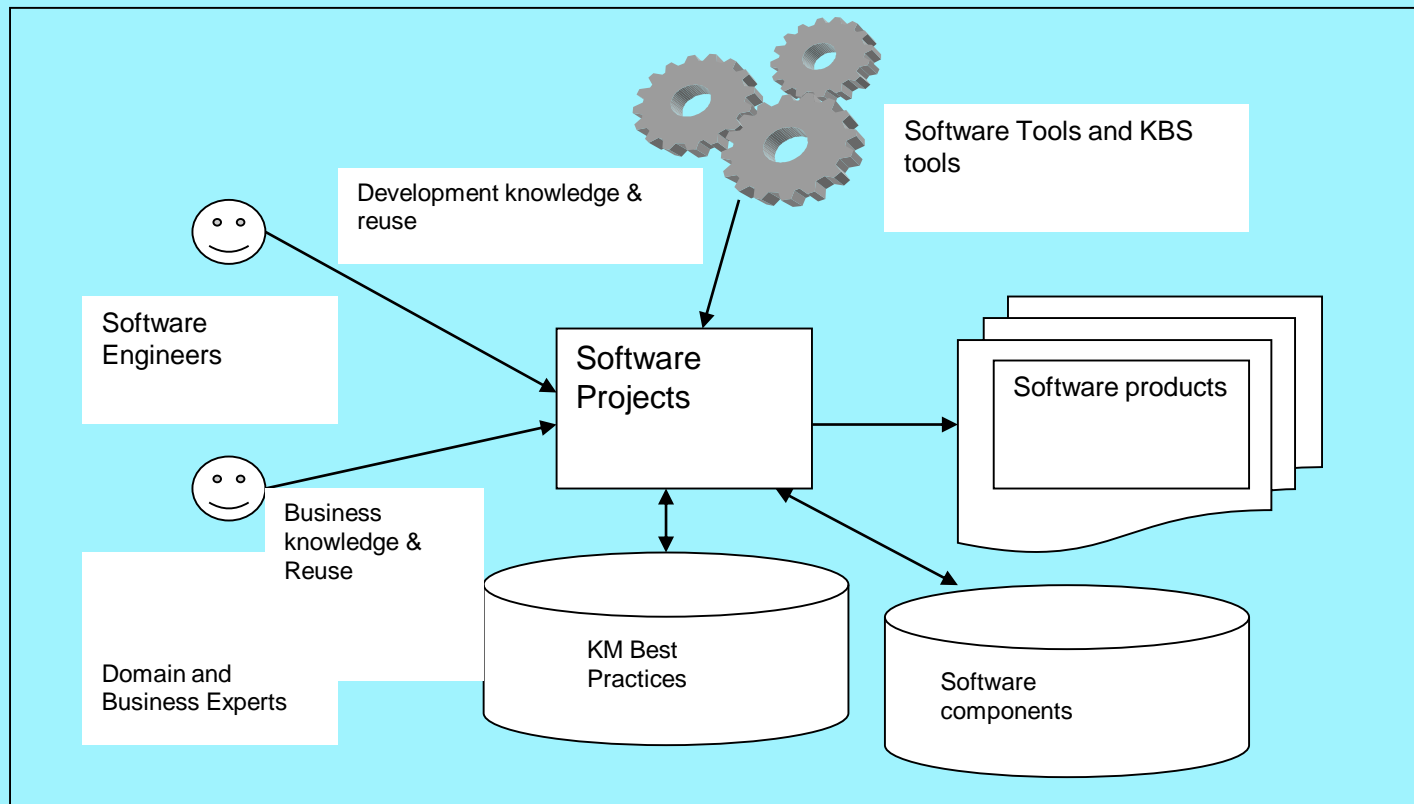 Software Tools and KBS
tools
Development knowledge &
reuse
Software
Engineers
Software
Projects
Software products
Business
knowledge &
Reuse
KM Best
Practices
Domain and
Business Experts
Software
components